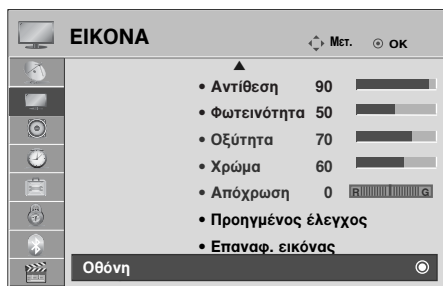 ΕΙΚΟΝΑ Μετ. OK
• Αντίθεση 90
• Φωτεινότητα 50
• Οξύτητα 70
• Χρώμα 60
• Απόχρωση 0 R G
• Προηγμένος έλεγχος
• Επαναφ. εικόνας
Οθόνη